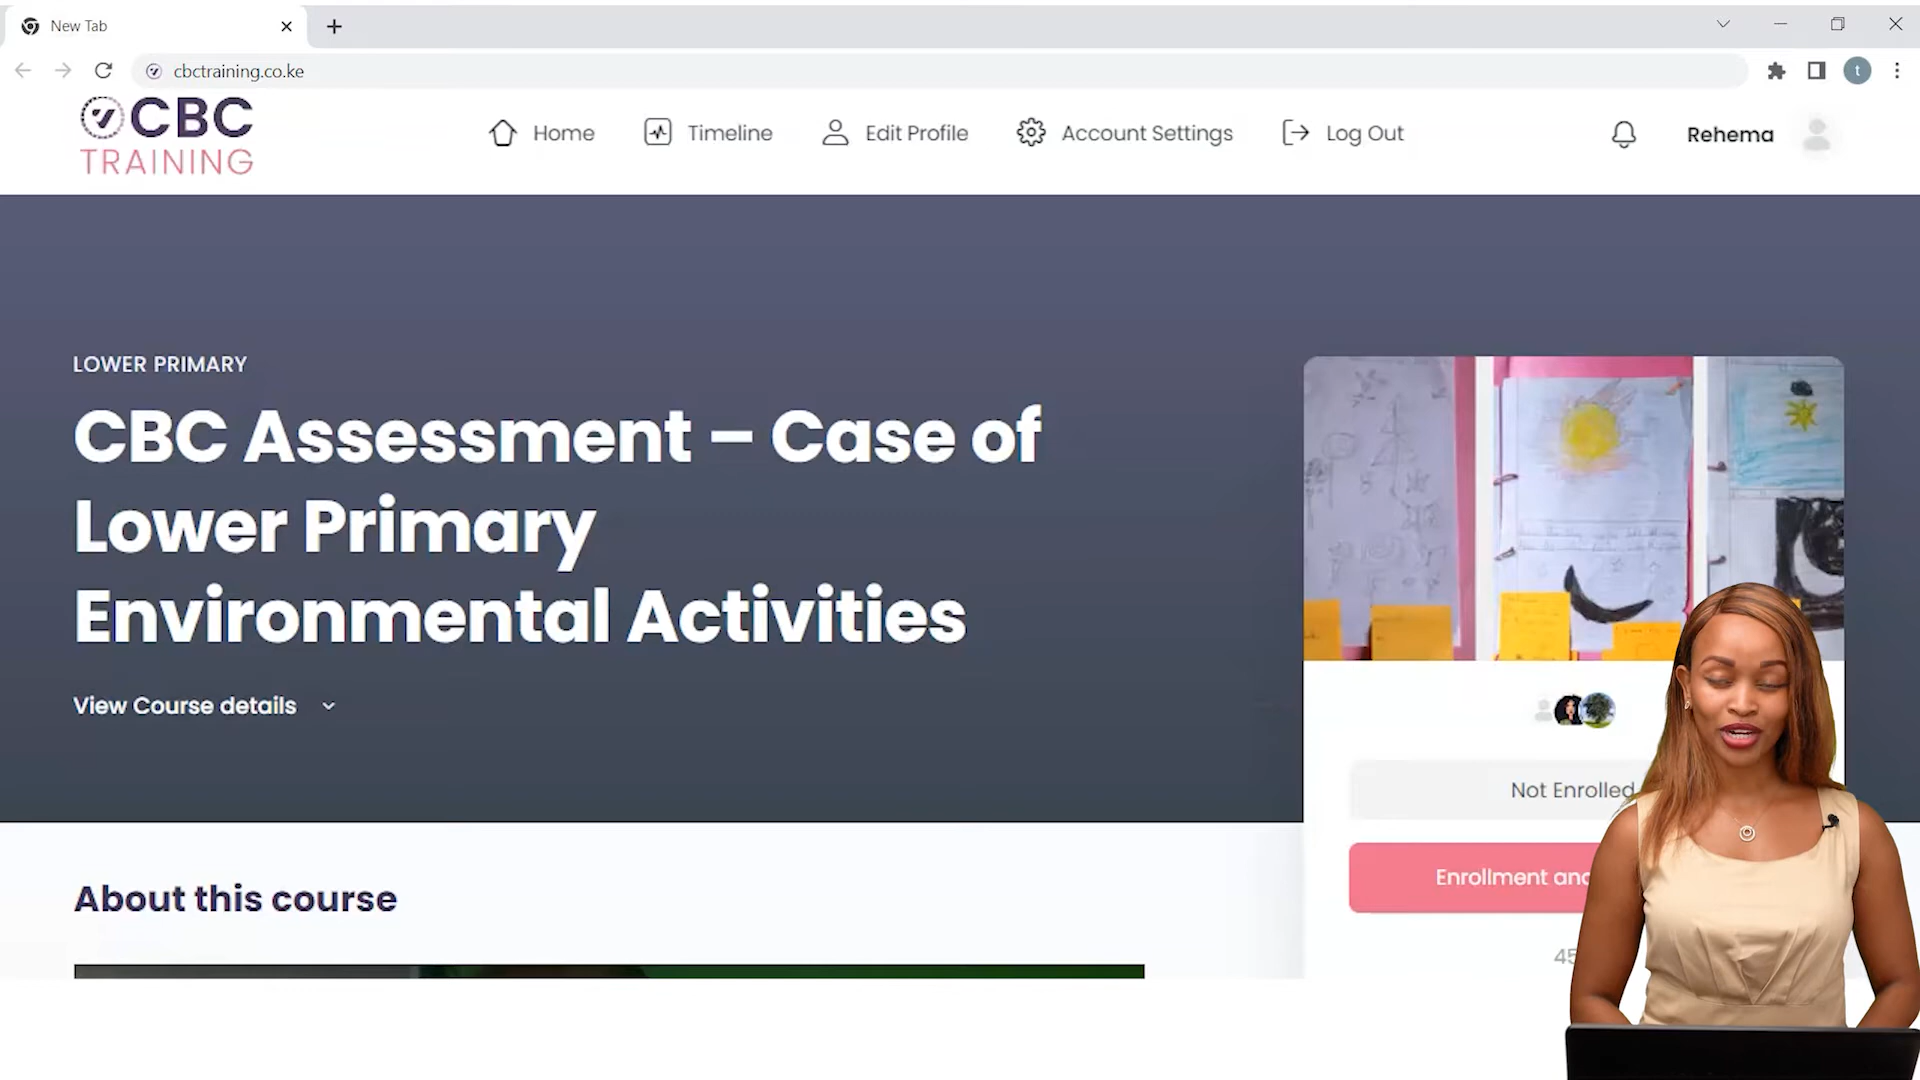 New Tab
cbctraining.co.ke
t
CBC
TRAINING
Home
Timeline
Edit Profile
Account Settings
Log Out
Rehema
LOWER PRIMARY
CBC Assessment – Case of
Lower Primary
Environmental Activities
View Course details
Not Enrolled
Enrollment and
45
About this course